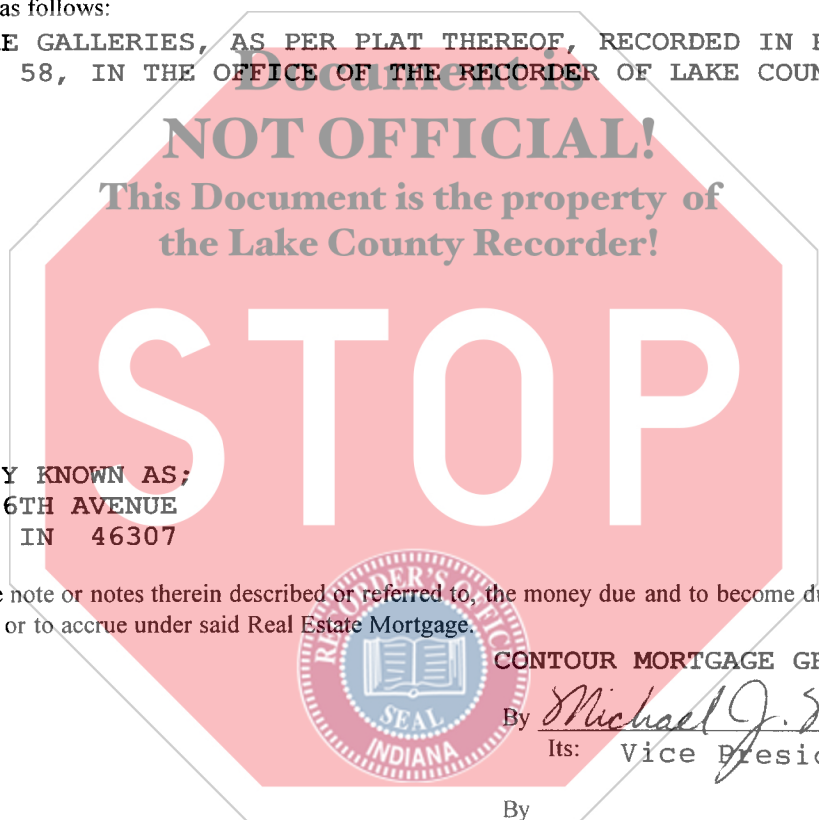 as follows:
E GALLERIES, AS PER PLAT THEREOF, RECORDED IN
58, IN THE OFFICE OF THE RECORDER OF LAKE COUN
Document is
NOT OFFICIAL!
This Document is the property of
the Lake County Recorder!
STOP
Y KNOWN AS;
6TH AVENUE
IN 46307
e note or notes therein described or referred to, the money due and to become du
or to accrue under said Real Estate Mortgage.
RECORDER'S OFFICE
SEAL
INDIANA
CONTOUR MORTGAGE
By Michael J.
Its: Vice Presid
By